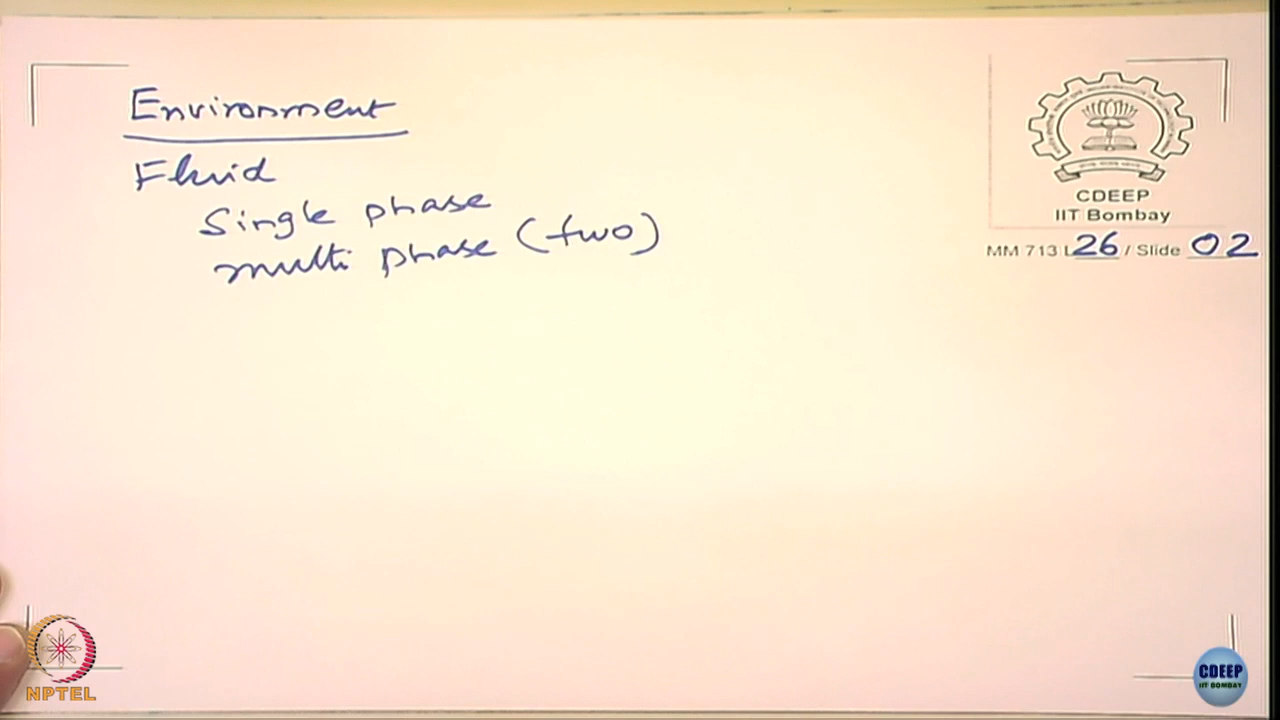 Environment
Fluid
Single phase
multi phase (two)
CDEEP
IIT Bombay
MM 713 L26 / Slide 02
NPTEL
CDEEP
IIT BOMBAY